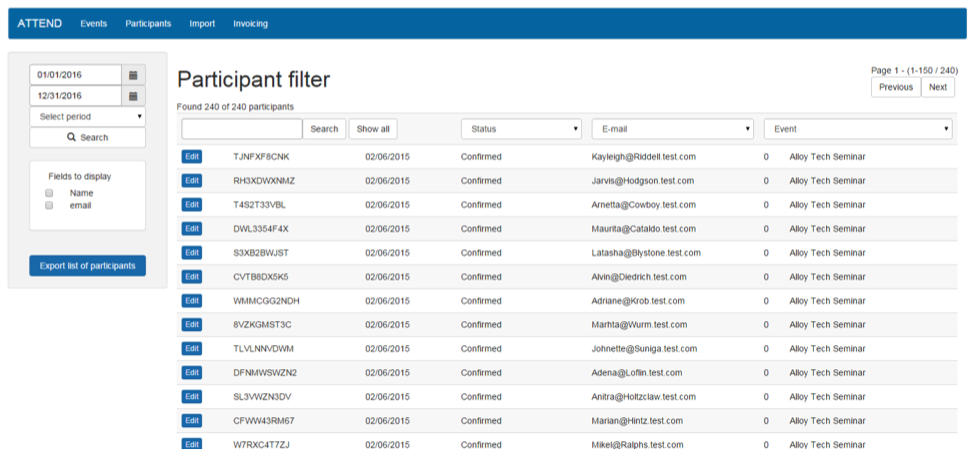 ATTEND Events Participants Import Invoicing
01/01/2016
12/31/2016
Select period
Search
Fields to display
Name
email
Export list of participants
Participant filter
Page 1 - (1-150 / 240)
Previous Next
Found 240 of 240 participants
Search Show all Status E-mail Event
Edit TJNFXF8CNK 02/06/2015 Confirmed Kayleigh@Riddell.test.com 0 Alloy Tech Seminar
Edit RH3XDWXNMZ 02/06/2015 Confirmed Jarvis@Hodgson.test.com 0 Alloy Tech Seminar
Edit T4S2T33VBL 02/06/2015 Confirmed Arnetta@Cowboy.test.com 0 Alloy Tech Seminar
Edit DWL3354F4X 02/06/2015 Confirmed Maurita@Cataldo.test.com 0 Alloy Tech Seminar
Edit S3XB2BWJST 02/06/2015 Confirmed Latasha@Blystone.test.com 0 Alloy Tech Seminar
Edit CVTB8DX5K5 02/06/2015 Confirmed Alvin@Diedrich.test.com 0 Alloy Tech Seminar
Edit WMMCGG2NDH 02/06/2015 Confirmed Adriane@Krob.test.com 0 Alloy Tech Seminar
Edit 8VZKGMST3C 02/06/2015 Confirmed Marhta@Wurm.test.com 0 Alloy Tech Seminar
Edit TLVLNNVDWM 02/06/2015 Confirmed Johnette@Suniga.test.com 0 Alloy Tech Seminar
Edit DFNMWSWZN2 02/06/2015 Confirmed Adena@Loflin.test.com 0 Alloy Tech Seminar
Edit SL3VWZN3DV 02/06/2015 Confirmed Anitra@Holtzclaw.test.com 0 Alloy Tech Seminar
Edit CFWW43RM67 02/06/2015 Confirmed Marian@Hintz.test.com 0 Alloy Tech Seminar
Edit W7RXC4T7ZJ 02/06/2015 Confirmed Mikel@Ralphs.test.com 0 Alloy Tech Seminar